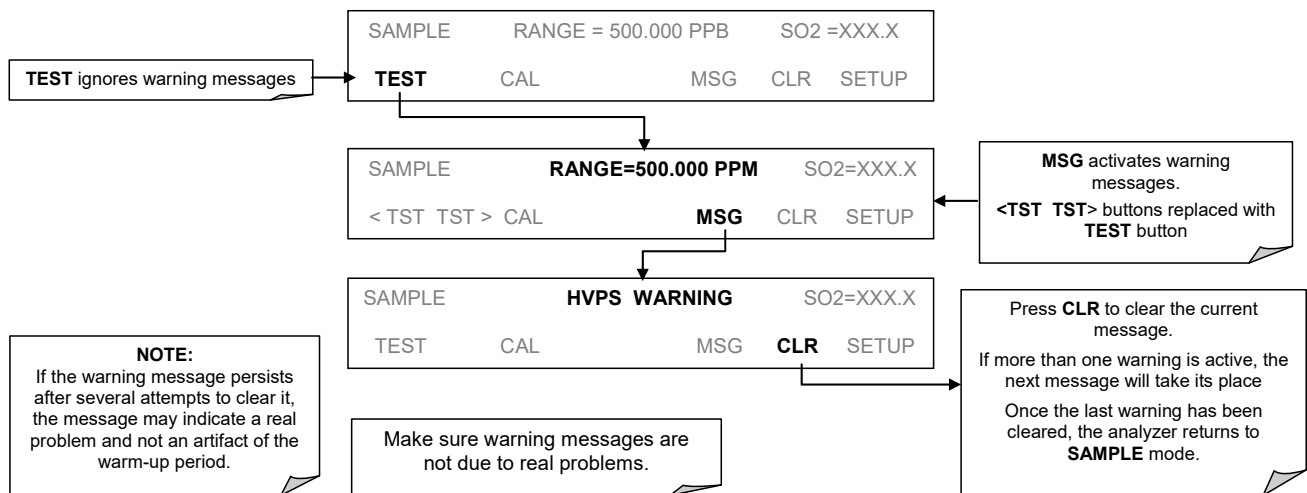 SAMPLE RANGE = 500.000 PPB SO2 =XXX.X
TEST CAL MSG CLR SETUP
TEST ignores warning messages
SAMPLE RANGE=500.000 PPM SO2=XXX.X
< TST TST > CAL MSG CLR SETUP
MSG activates warning
messages.
<TST TST> buttons replaced with
TEST button
SAMPLE HVPS WARNING SO2=XXX.X
TEST CAL MSG CLR SETUP
Press CLR to clear the current
message.
If more than one warning is active, the
next message will take its place
Once the last warning has been
cleared, the analyzer returns to
SAMPLE mode.
NOTE:
If the warning message persists
after several attempts to clear it,
the message may indicate a real
problem and not an artifact of the
warm-up period.
Make sure warning messages are
not due to real problems.